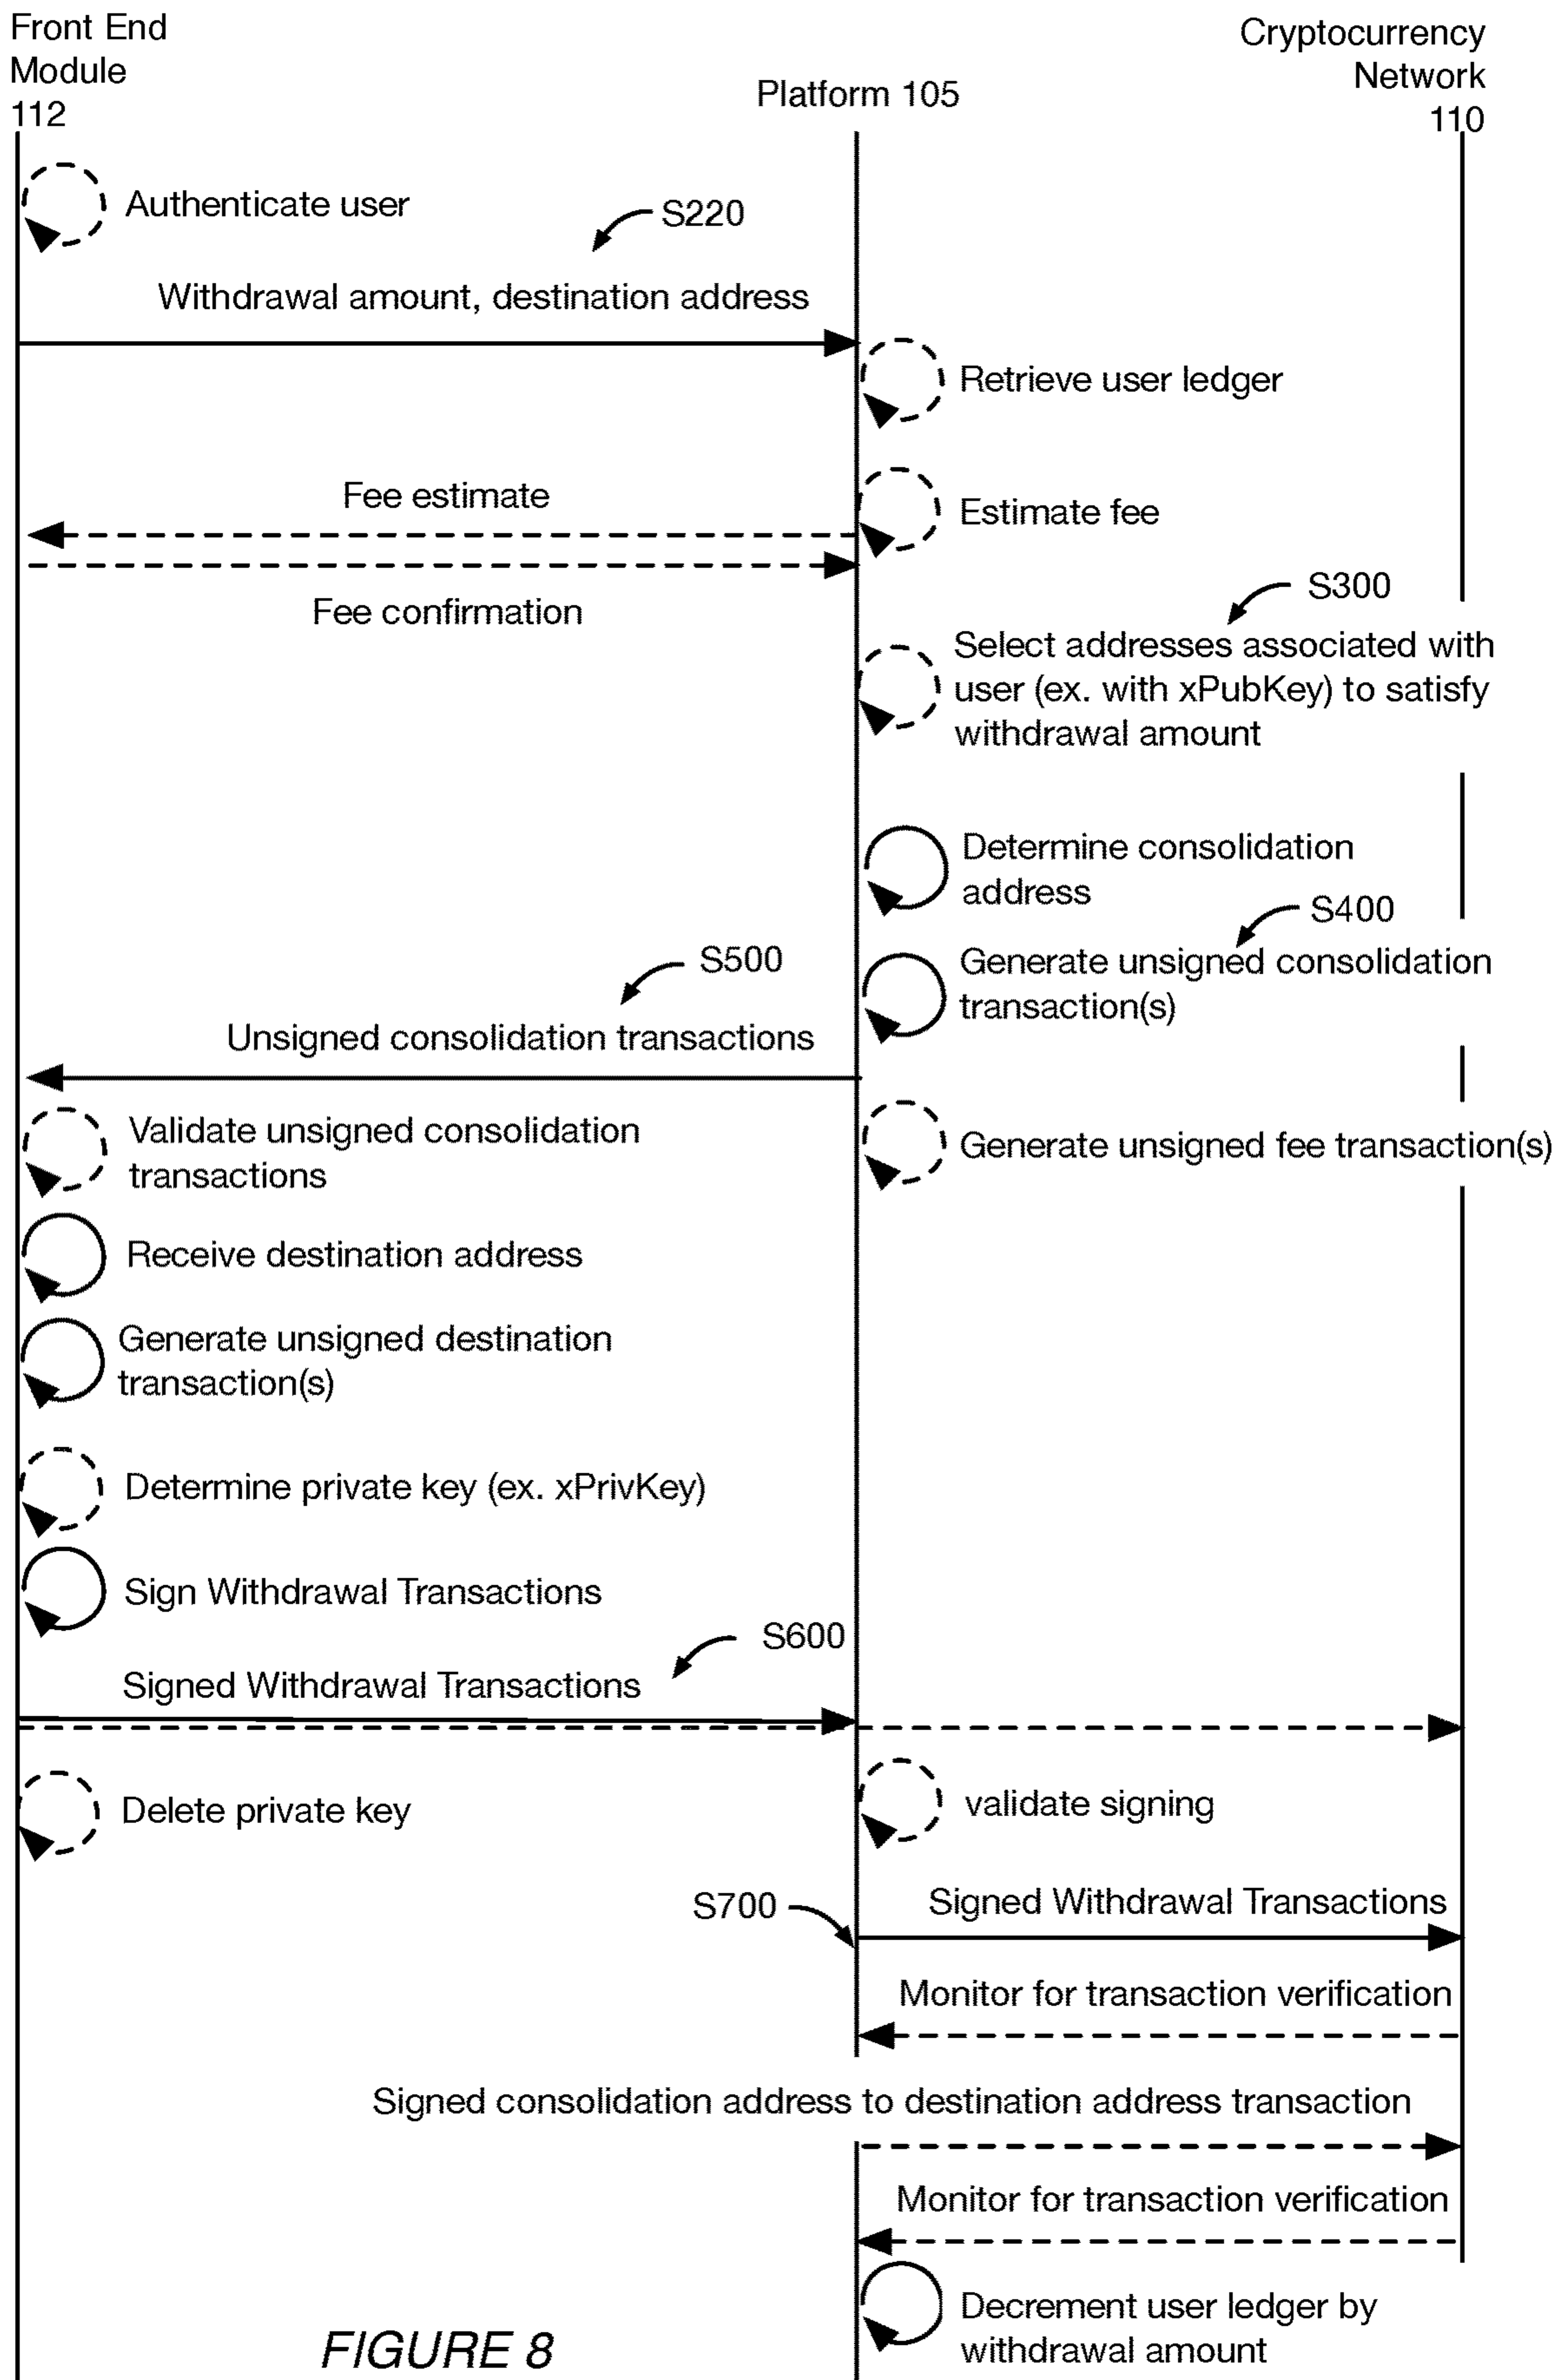 Front End
Module
112
Platform 105
Cryptocurrency
Network
110
Authenticate user
S220
Withdrawal amount, destination address
Retrieve user ledger
Fee estimate
Estimate fee
Fee confirmation
S300
Select addresses associated with
user (ex. with xPubKey) to satisfy
withdrawal amount
Determine consolidation
address
S400
Generate unsigned consolidation
transaction(s)
S500
Unsigned consolidation transactions
Validate unsigned consolidation
transactions
Generate unsigned fee transaction(s)
Receive destination address
Generate unsigned destination
transaction(s)
Determine private key (ex. xPrivKey)
Sign Withdrawal Transactions
S600
Signed Withdrawal Transactions
Delete private key
validate signing
S700
Signed Withdrawal Transactions
Monitor for transaction verification
Signed consolidation address to destination address transaction
Monitor for transaction verification
Decrement user ledger by
withdrawal amount
FIGURE 8